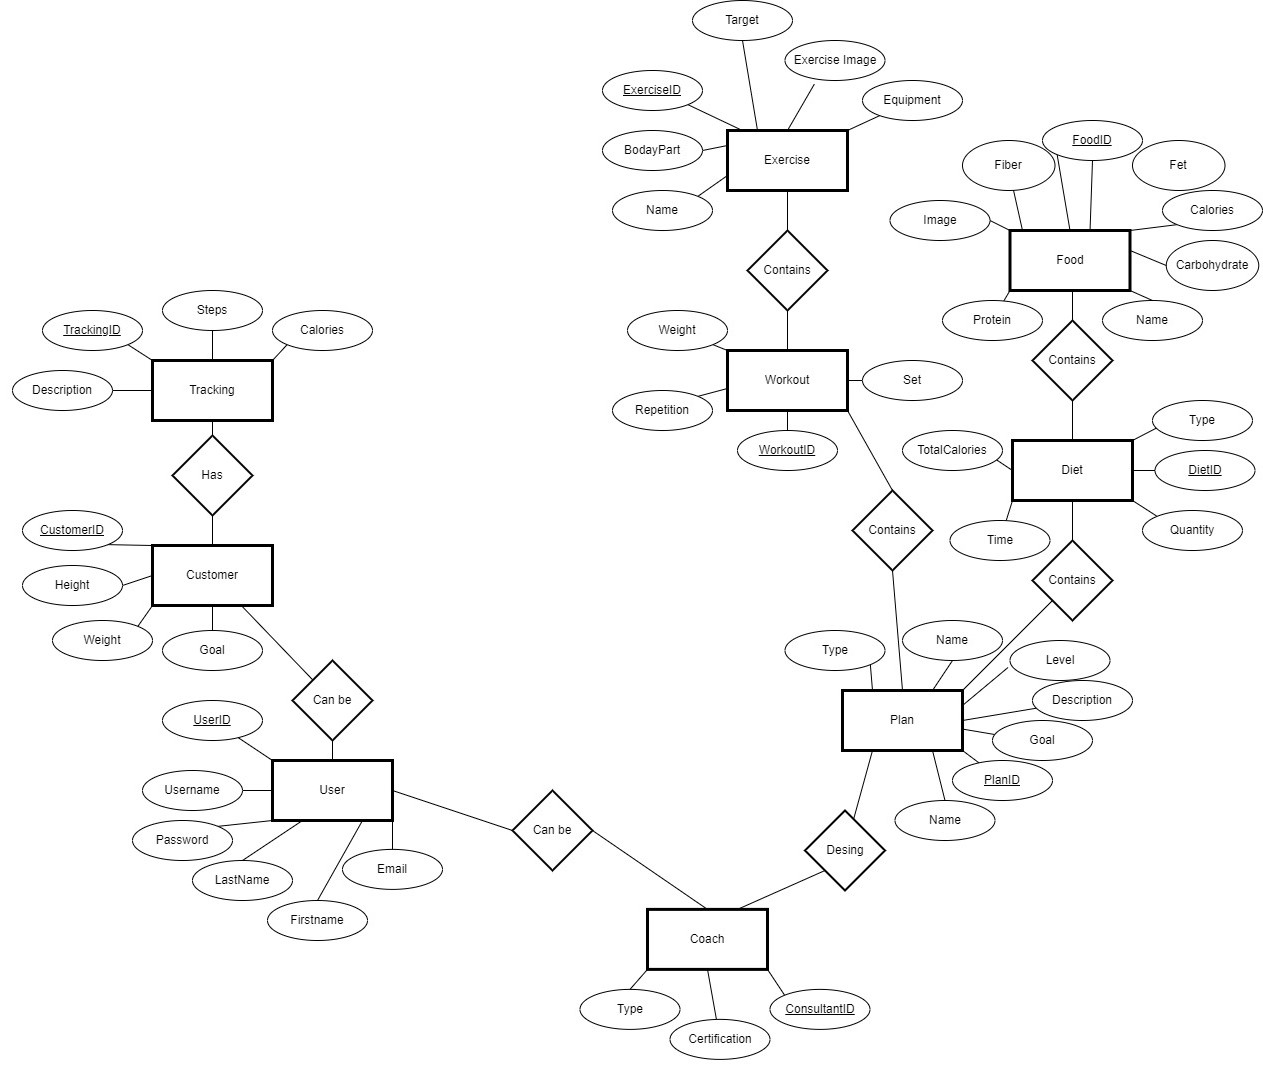 Target
Exercise Image
ExerciseID
Equipment
BodayPart
Exercise
Name
FoodID
Fiber
Fet
Image
Calories
Food
Carbohydrate
Protein
Name
Contains
Contains
Steps
TrackingID
Calories
Description
Tracking
Has
Weight
Workout
Set
Repetition
WorkoutID
Type
TotalCalories
Diet
DietID
Time
Quantity
Contains
Contains
CustomerID
Height
Customer
Weight
Goal
Can be
Type
Name
Level
Description
Plan
Goal
PlanID
Name
UserID
Username
User
Password
LastName
Email
Firstname
Can be
Desing
Coach
Type
ConsultantID
Certification